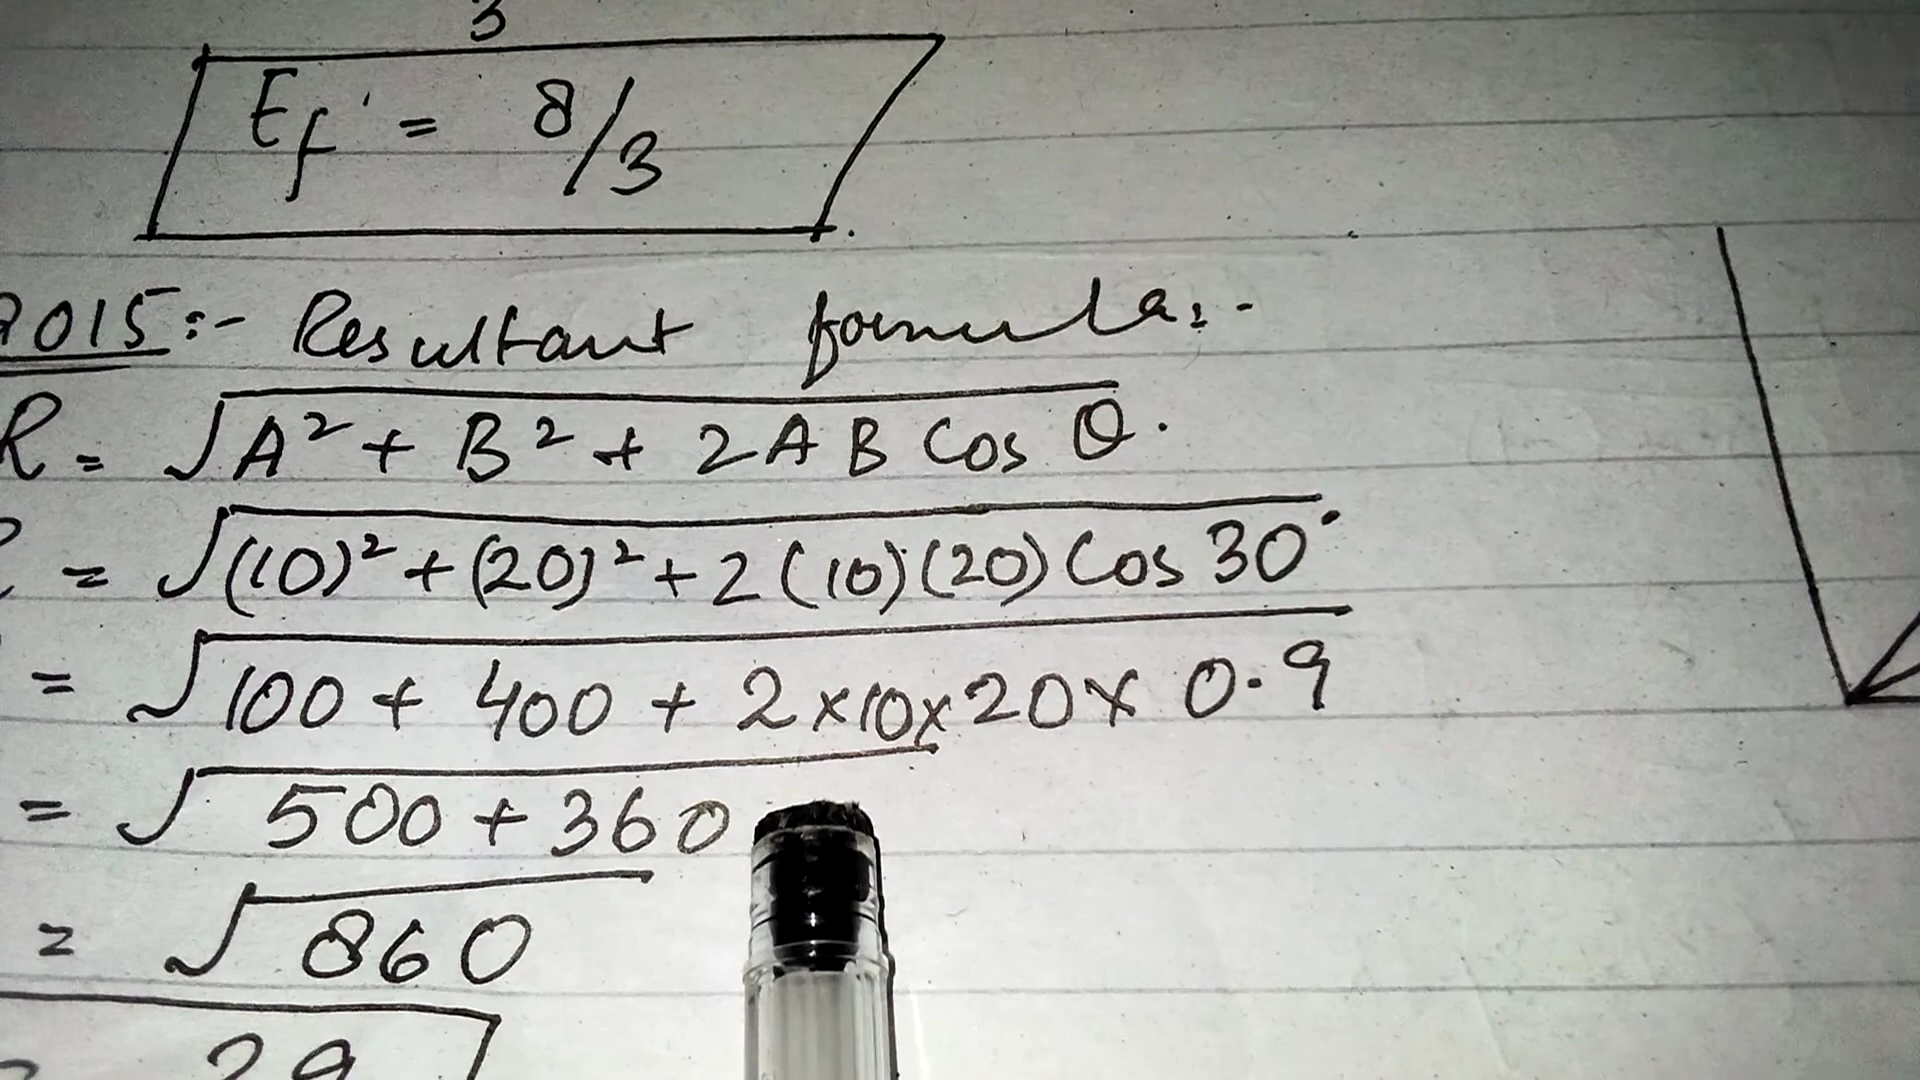 3
Ef' = 8/3
2015:- Resultant formula:-
R = √A² + B² + 2AB Cos θ.
= √(10)² + (20)² + 2(10)(20) Cos 30°
= √100 + 400 + 2×10×20× 0.9
= √500 + 360
= √860
29